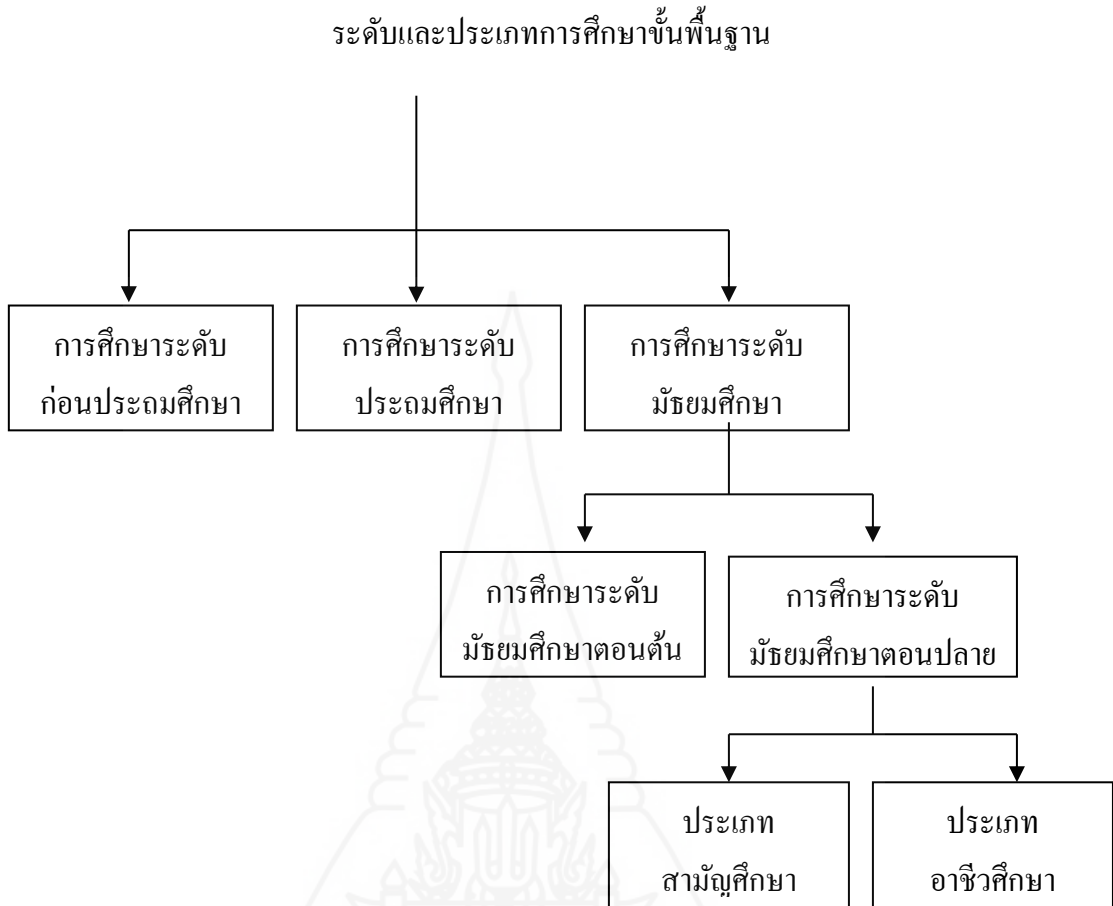 ระดับและประเภทการศึกษาขั้นพื้นฐาน
การศึกษาระดับ
ก่อนประถมศึกษา
การศึกษาระดับ
ประถมศึกษา
การศึกษาระดับ
มัธยมศึกษา
การศึกษาระดับ
มัธยมศึกษาตอนต้น
การศึกษาระดับ
มัธยมศึกษาตอนปลาย
ประเภท
สามัญศึกษา
ประเภท
อาชีวศึกษา